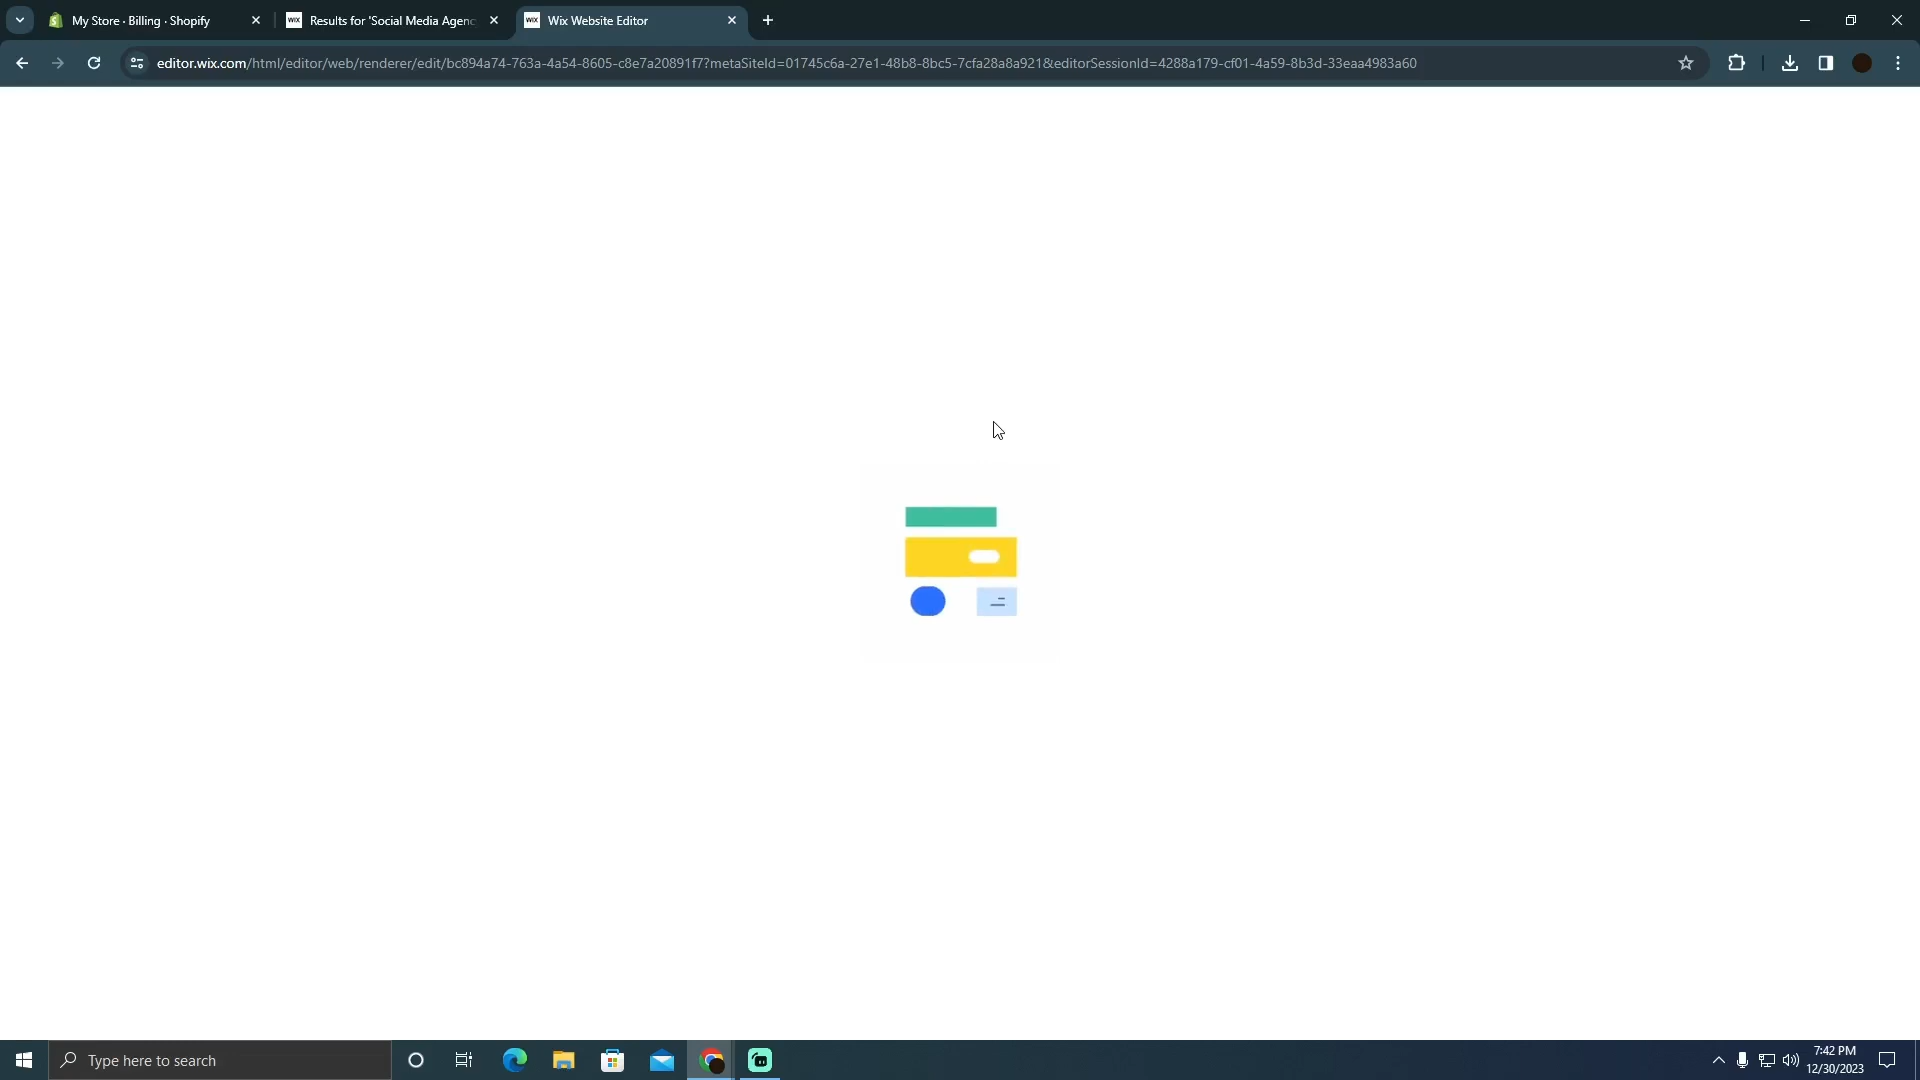 My Store · Billing · Shopify
WIX Results for 'Social Media Agenc
WIX Wix Website Editor
editor.wix.com/html/editor/web/renderer/edit/bc894a74-763a-4a54-8605-c8e7a20891f7?metaSiteId=01745c6a-27e1-48b8-8bc5-7cfa28a8a921&editorSessionId=4288a179-cf01-4a59-8b3d-33eaa4983a60
Type here to search
7:42 PM
12/30/2023